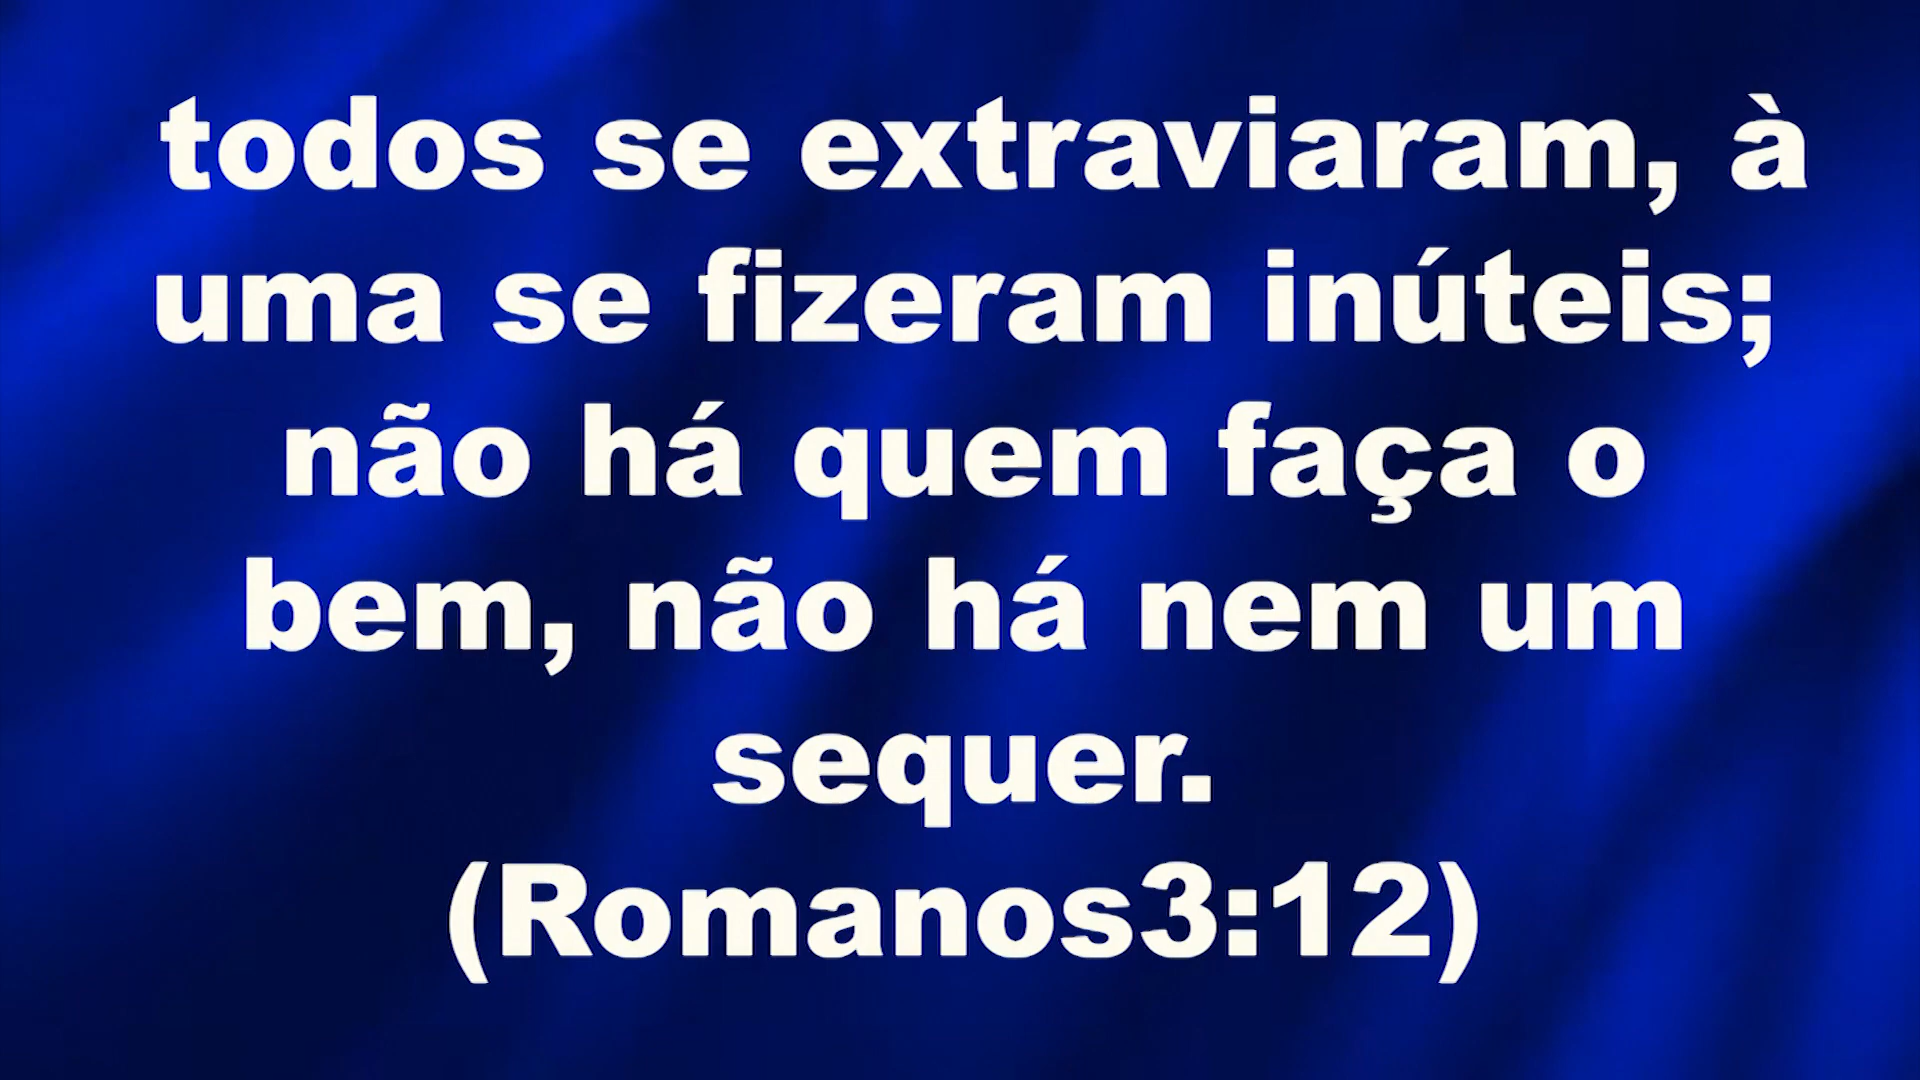 todos se extraviaram, à
uma se fizeram inúteis;
não há quem faça o
bem, não há nem um
sequer.
(Romanos3:12)